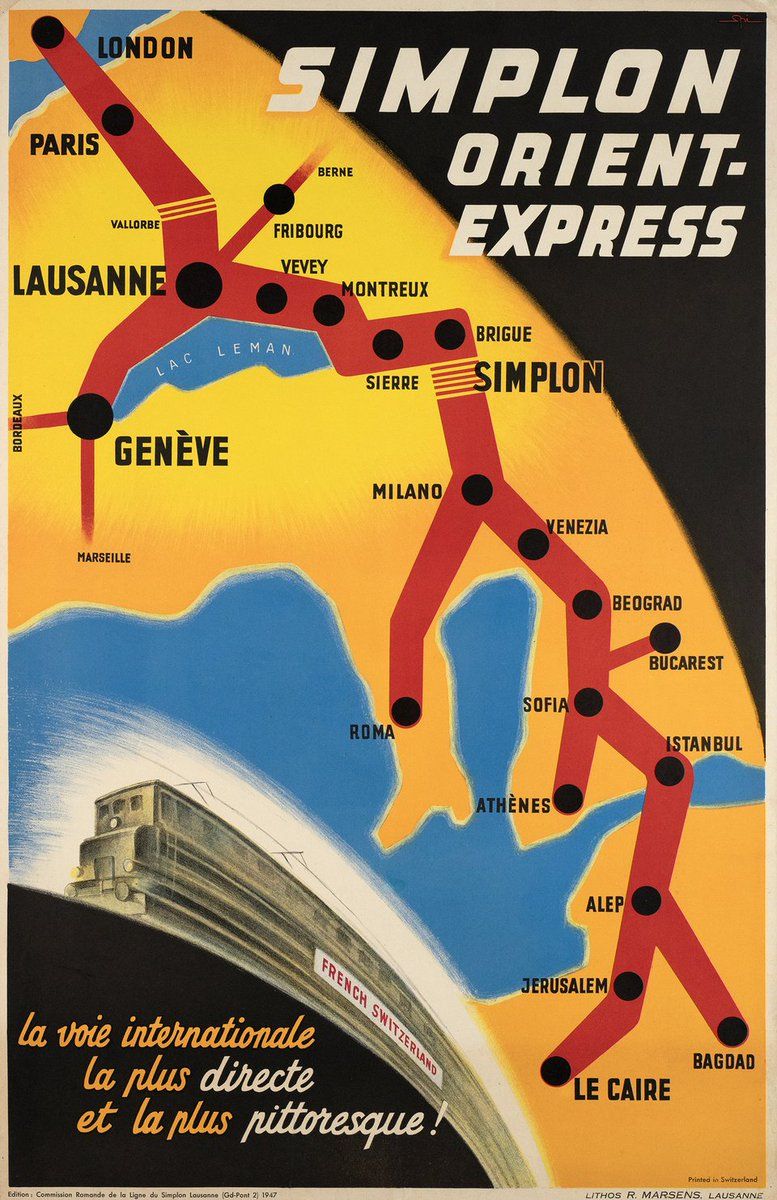 SIMPLON
ORIENT-
EXPRESS
LONDON
PARIS
BERNE
VALLORBE
FRIBOURG
LAUSANNE
VEVEY
MONTREUX
LAC LEMAN
BRIGUE
SIERRE
SIMPLON
BORDEAUX
GENÈVE
MARSEILLE
MILANO
VENEZIA
BEOGRAD
BUCAREST
SOFIA
ROMA
ISTANBUL
ATHÈNES
ALEP
JERUSALEM
BAGDAD
LE CAIRE
FRENCH SWITZERLAND
la voie internationale
la plus directe
et la plus pittoresque!
Printed in Switzerland
Edition: Commission Romande de la Ligne du Simplon Lausanne (Gd-Pont 2) 1947
LITHOS R. MARSENS, LAUSANNE